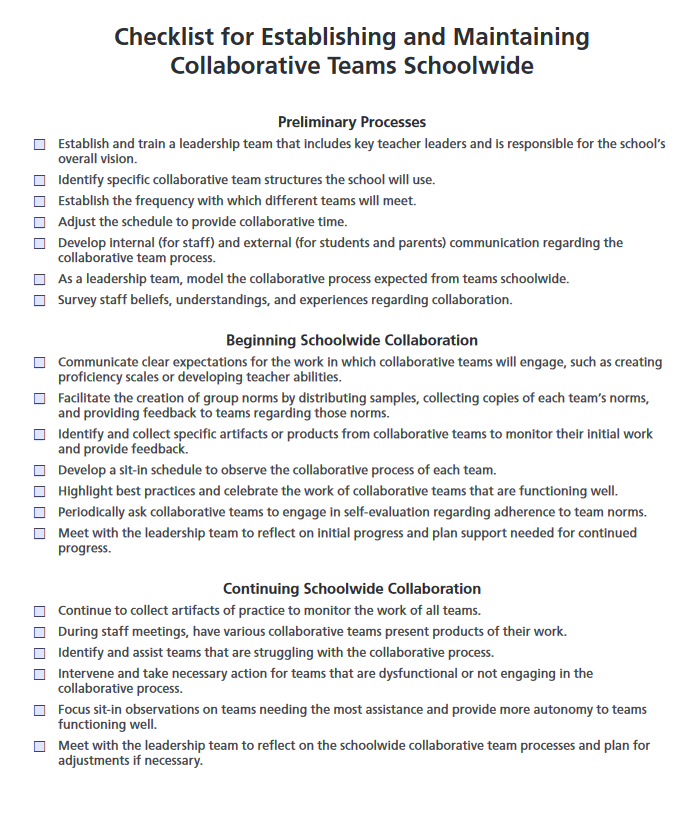 Checklist for Establishing and Maintaining
Collaborative Teams Schoolwide
Preliminary Processes
Establish and train a leadership team that includes key teacher leaders and is responsible for the school’s
overall vision.
Identify specific collaborative team structures the school will use.
Establish the frequency with which different teams will meet.
Adjust the schedule to provide collaborative time.
Develop internal (for staff) and external (for students and parents) communication regarding the
collaborative team process.
As a leadership team, model the collaborative process expected from teams schoolwide.
Survey staff beliefs, understandings, and experiences regarding collaboration.
Beginning Schoolwide Collaboration
Communicate clear expectations for the work in which collaborative teams will engage, such as creating
proficiency scales or developing teacher abilities.
Facilitate the creation of group norms by distributing samples, collecting copies of each team’s norms,
and providing feedback to teams regarding those norms.
Identify and collect specific artifacts or products from collaborative teams to monitor their initial work
and provide feedback.
Develop a sit-in schedule to observe the collaborative process of each team.
Highlight best practices and celebrate the work of collaborative teams that are functioning well.
Periodically ask collaborative teams to engage in self-evaluation regarding adherence to team norms.
Meet with the leadership team to reflect on initial progress and plan support needed for continued
progress.
Continuing Schoolwide Collaboration
Continue to collect artifacts of practice to monitor the work of all teams.
During staff meetings, have various collaborative teams present products of their work.
Identify and assist teams that are struggling with the collaborative process.
Intervene and take necessary action for teams that are dysfunctional or not engaging in the
collaborative process.
Focus sit-in observations on teams needing the most assistance and provide more autonomy to teams
functioning well.
Meet with the leadership team to reflect on the schoolwide collaborative team processes and plan for
adjustments if necessary.